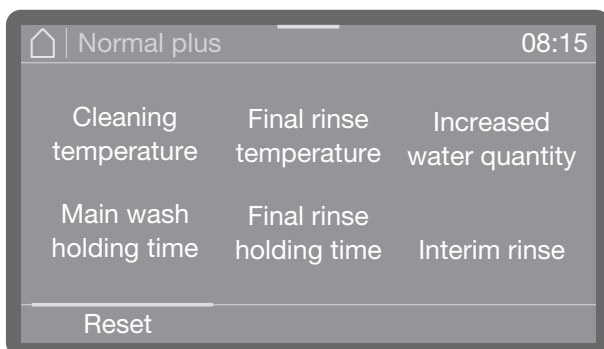 Normal plus 08:15
Cleaning
temperature
Final rinse
temperature
Increased
water quantity
Main wash
holding time
Final rinse
holding time
Interim rinse
Reset